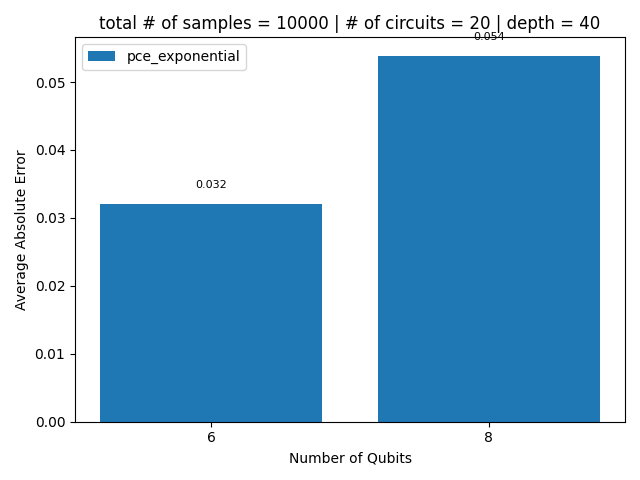 total # of samples = 10000 | # of circuits = 20 | depth = 40
0.054
pce_exponential
0.05
0.04
0.032
0.03
0.02
0.01
0.00
Average Absolute Error
6
8
Number of Qubits